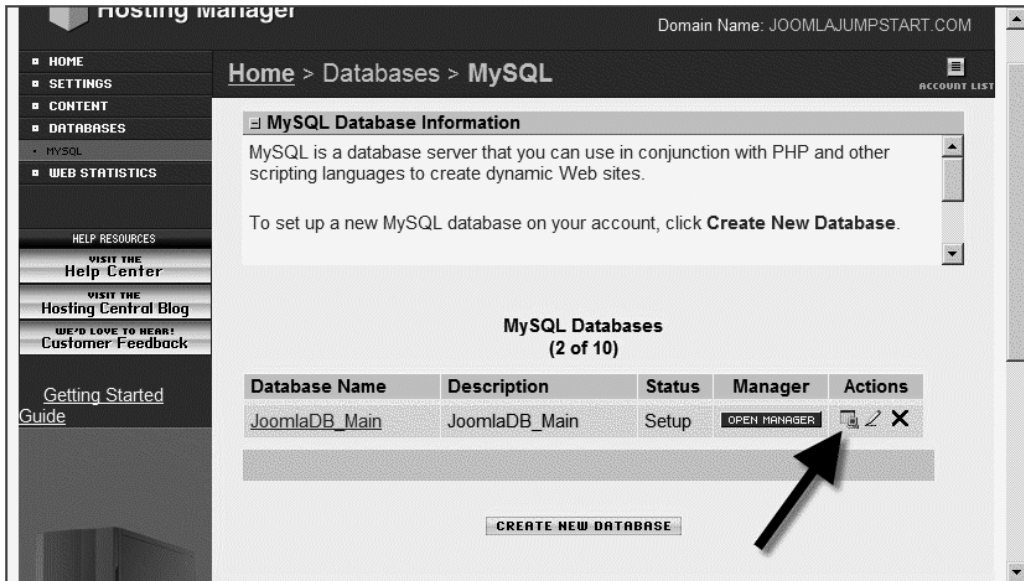 Hosting Manager
Domain Name: JOOMLAJUMPSTART.COM
HOME
SETTINGS
CONTENT
DATABASES
MYSQL
WEB STATISTICS
Home > Databases > MySQL
ACCOUNT LIST
MySQL Database Information
MySQL is a database server that you can use in conjunction with PHP and other
scripting languages to create dynamic Web sites.
To set up a new MySQL database on your account, click Create New Database.
HELP RESOURCES
VISIT THE
Help Center
VISIT THE
Hosting Central Blog
WE'D LOVE TO HEAR!
Customer Feedback
Getting Started
Guide
MySQL Databases
(2 of 10)
Database Name Description Status Manager Actions
JoomlaDB_Main JoomlaDB_Main Setup OPEN MANAGER
CREATE NEW DATABASE